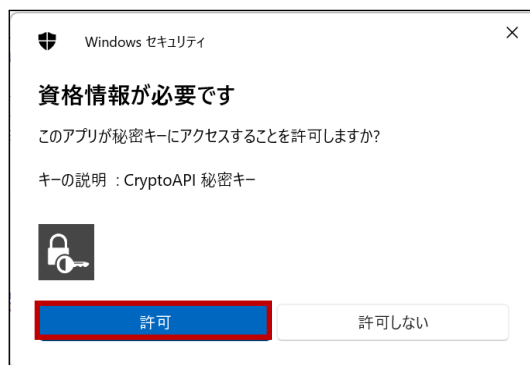 Windows セキュリティ
資格情報が必要です
このアプリが秘密キーにアクセスすることを許可しますか?
キーの説明 : CryptoAPI 秘密キー
許可
許可しない